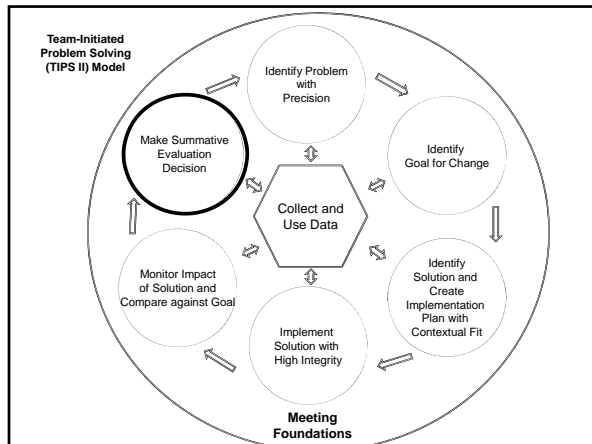 Team-Initiated
Problem Solving
(TIPS II) Model
Identify Problem
with
Precision
Identify
Goal for Change
Identify
Solution and
Create
Implementation
Plan with
Contextual Fit
Implement
Solution with
High Integrity
Monitor Impact
of Solution and
Compare against Goal
Make Summative
Evaluation
Decision
Collect and
Use Data
Meeting
Foundations